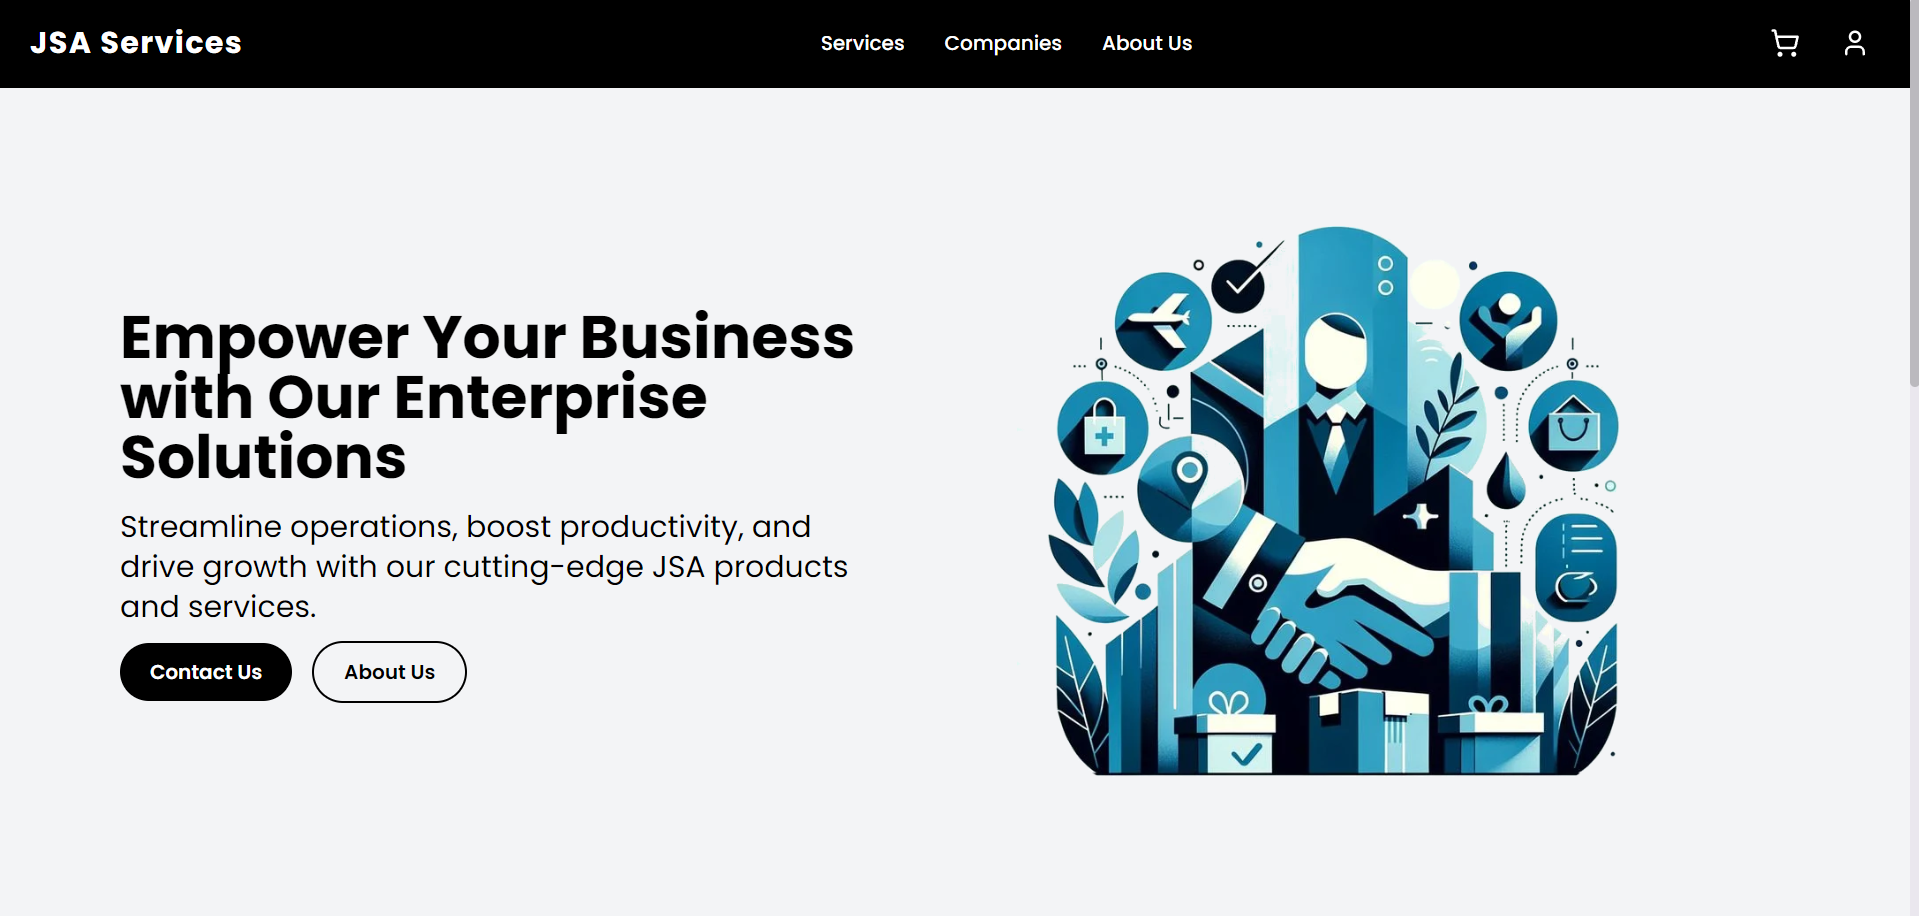 JSA Services
Services
Companies
About Us
Empower Your Business
with Our Enterprise
Solutions
Streamline operations, boost productivity, and
drive growth with our cutting-edge JSA products
and services.
Contact Us
About Us